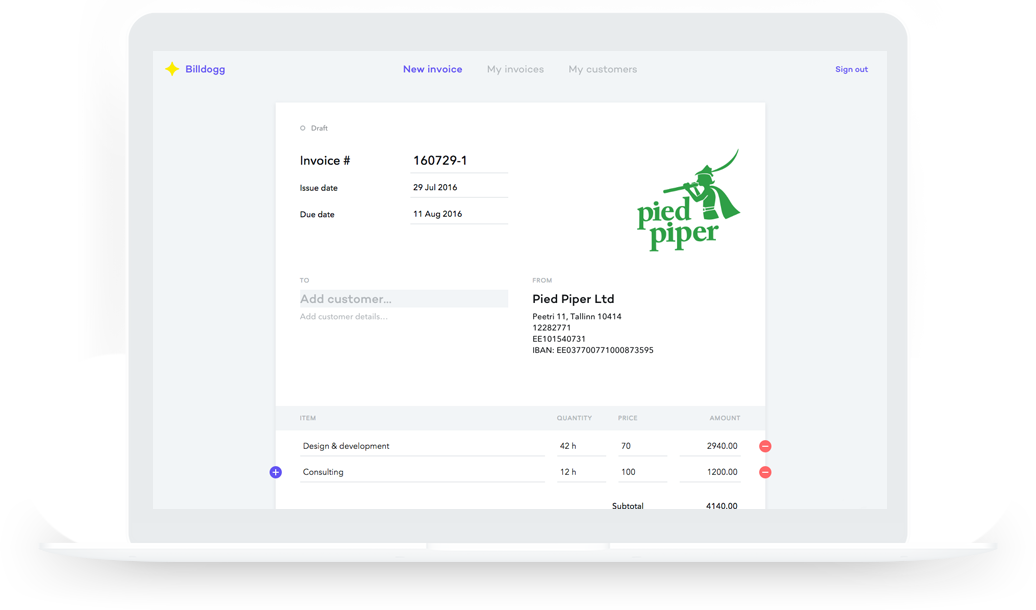 Billdogg New invoice My invoices My customers Sign out
Draft
Invoice # 160729-1
Issue date 29 Jul 2016
Due date 11 Aug 2016
pied
piper
TO
Add customer...
Add customer details...
FROM
Pied Piper Ltd
Peetri 11, Tallinn 10414
12282771
EE101540731
IBAN: EE037700771000873595
ITEM QUANTITY PRICE AMOUNT
Design & development 42 h 70 2940.00
Consulting 12 h 100 1200.00
Subtotal 4140.00